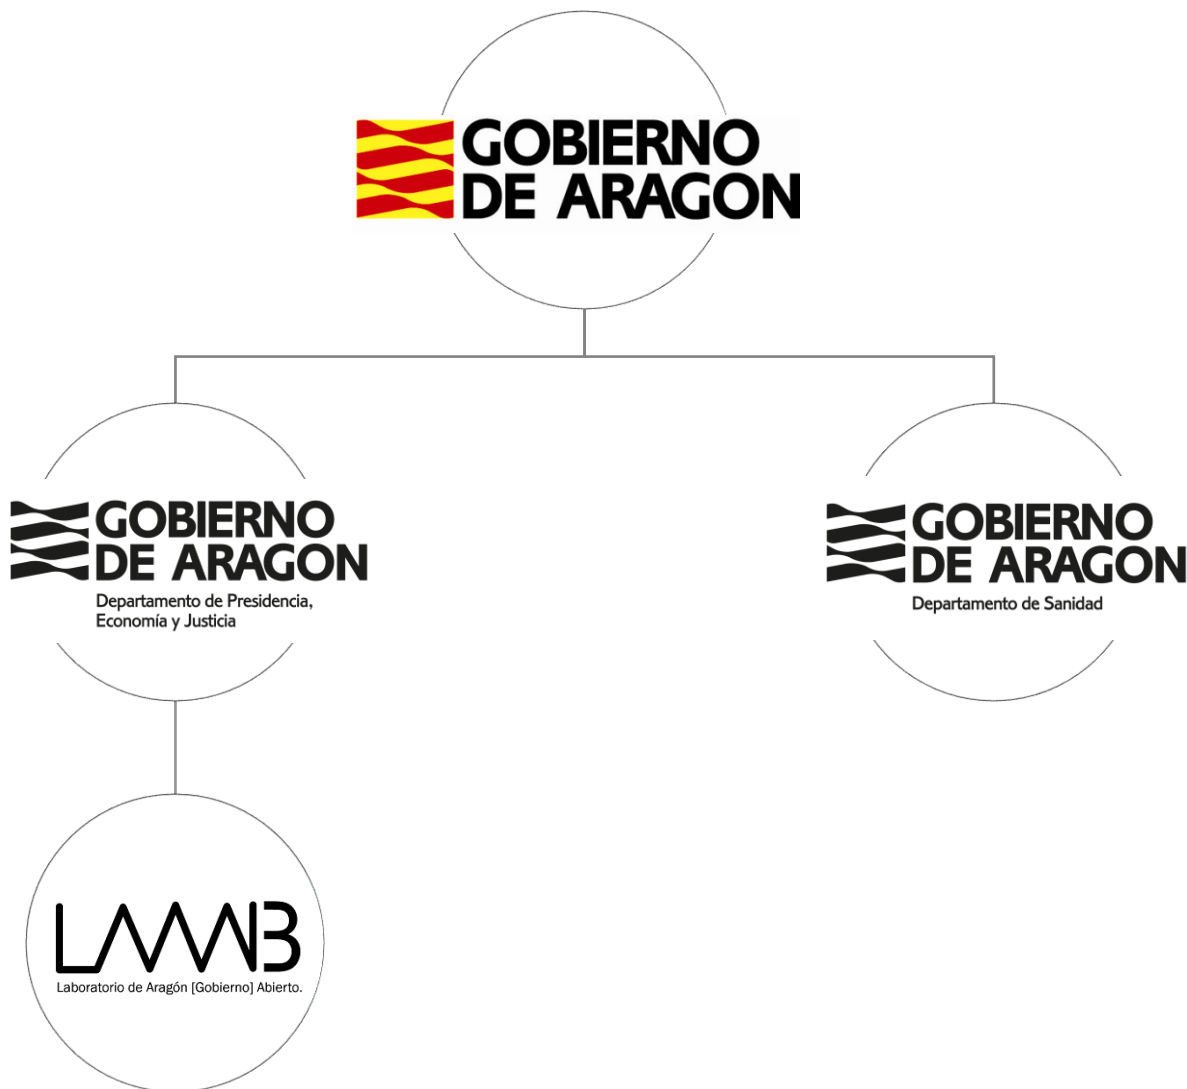 GOBIERNO
DE ARAGON
GOBIERNO
DE ARAGON
Departamento de Presidencia,
Economía y Justicia
GOBIERNO
DE ARAGON
Departamento de Sanidad
LAAAB
Laboratorio de Aragón [Gobierno] Abierto.